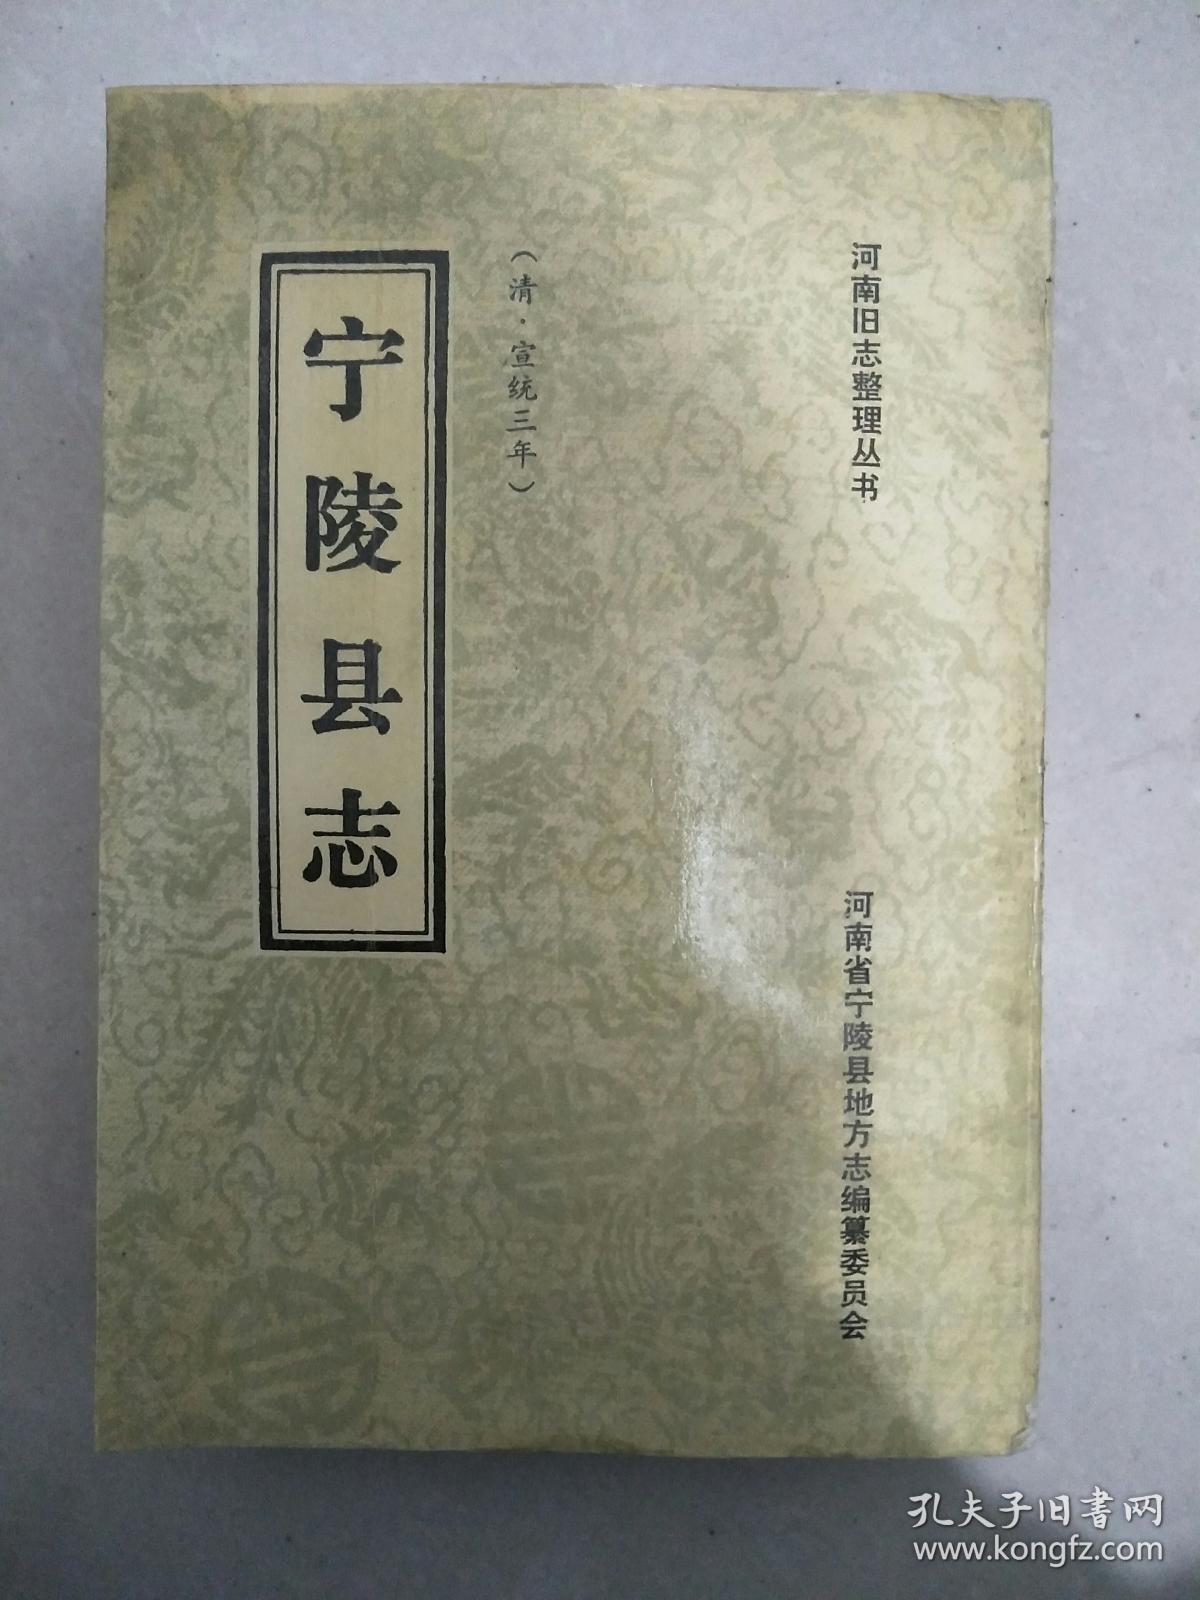 河南旧志整理丛书
(清·宣统三年)
宁陵县志
河南省宁陵县地方志编纂委员会
孔夫子旧书网
www.kongfz.com